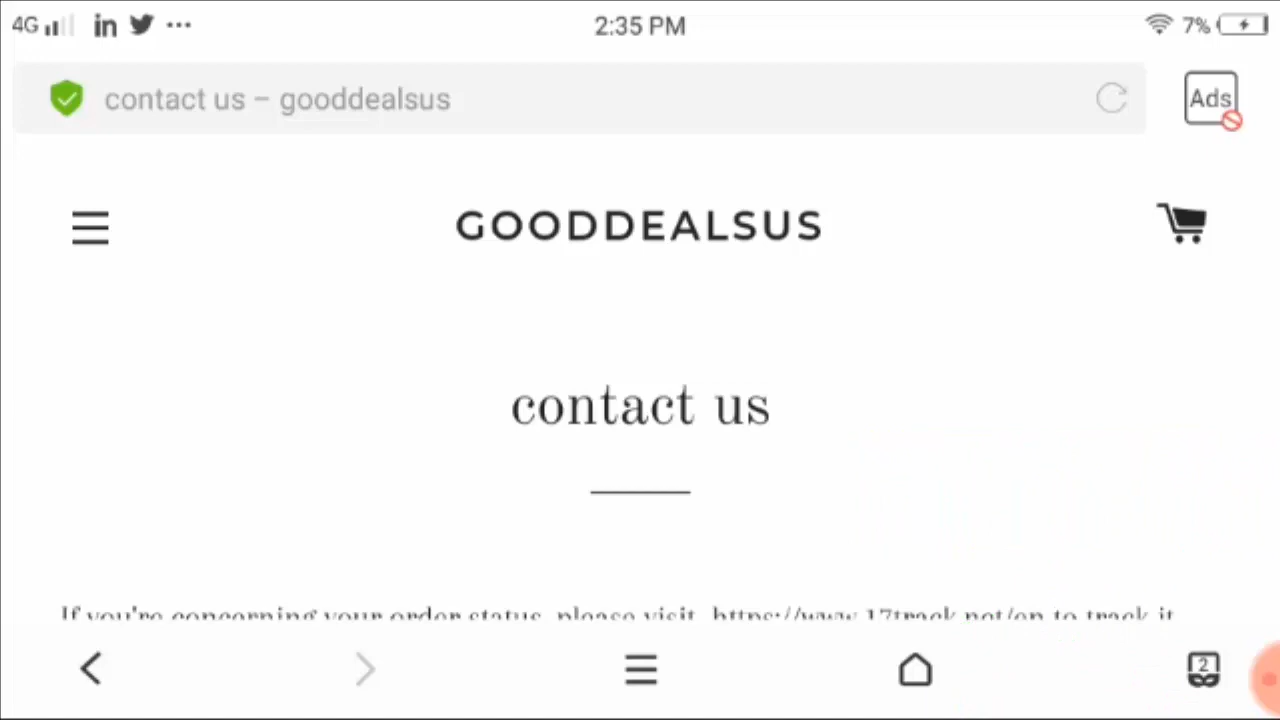 4G in ... 2:35 PM 7%
contact us – gooddealsus
Ads
GOODDEALSUS
contact us
If you're concerning your order status, please visit https://www.17track.net/en to track it
2